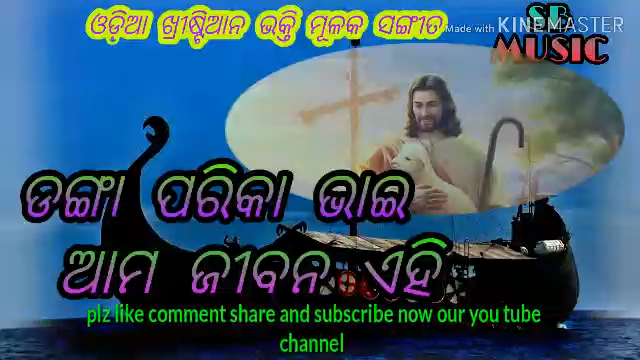 ଓଡ଼ିଆ ଖ୍ରୀଷ୍ଟିଆନ ଭକ୍ତି ମୂଳକ ସଙ୍ଗୀତ
Made with KINEMASTER
SB
MUSIC
ଡଙ୍ଗା ପରିକା ଭାଇ
ଆମ ଜୀବନ ଏହି
plz like comment share and subscribe now our you tube
channel